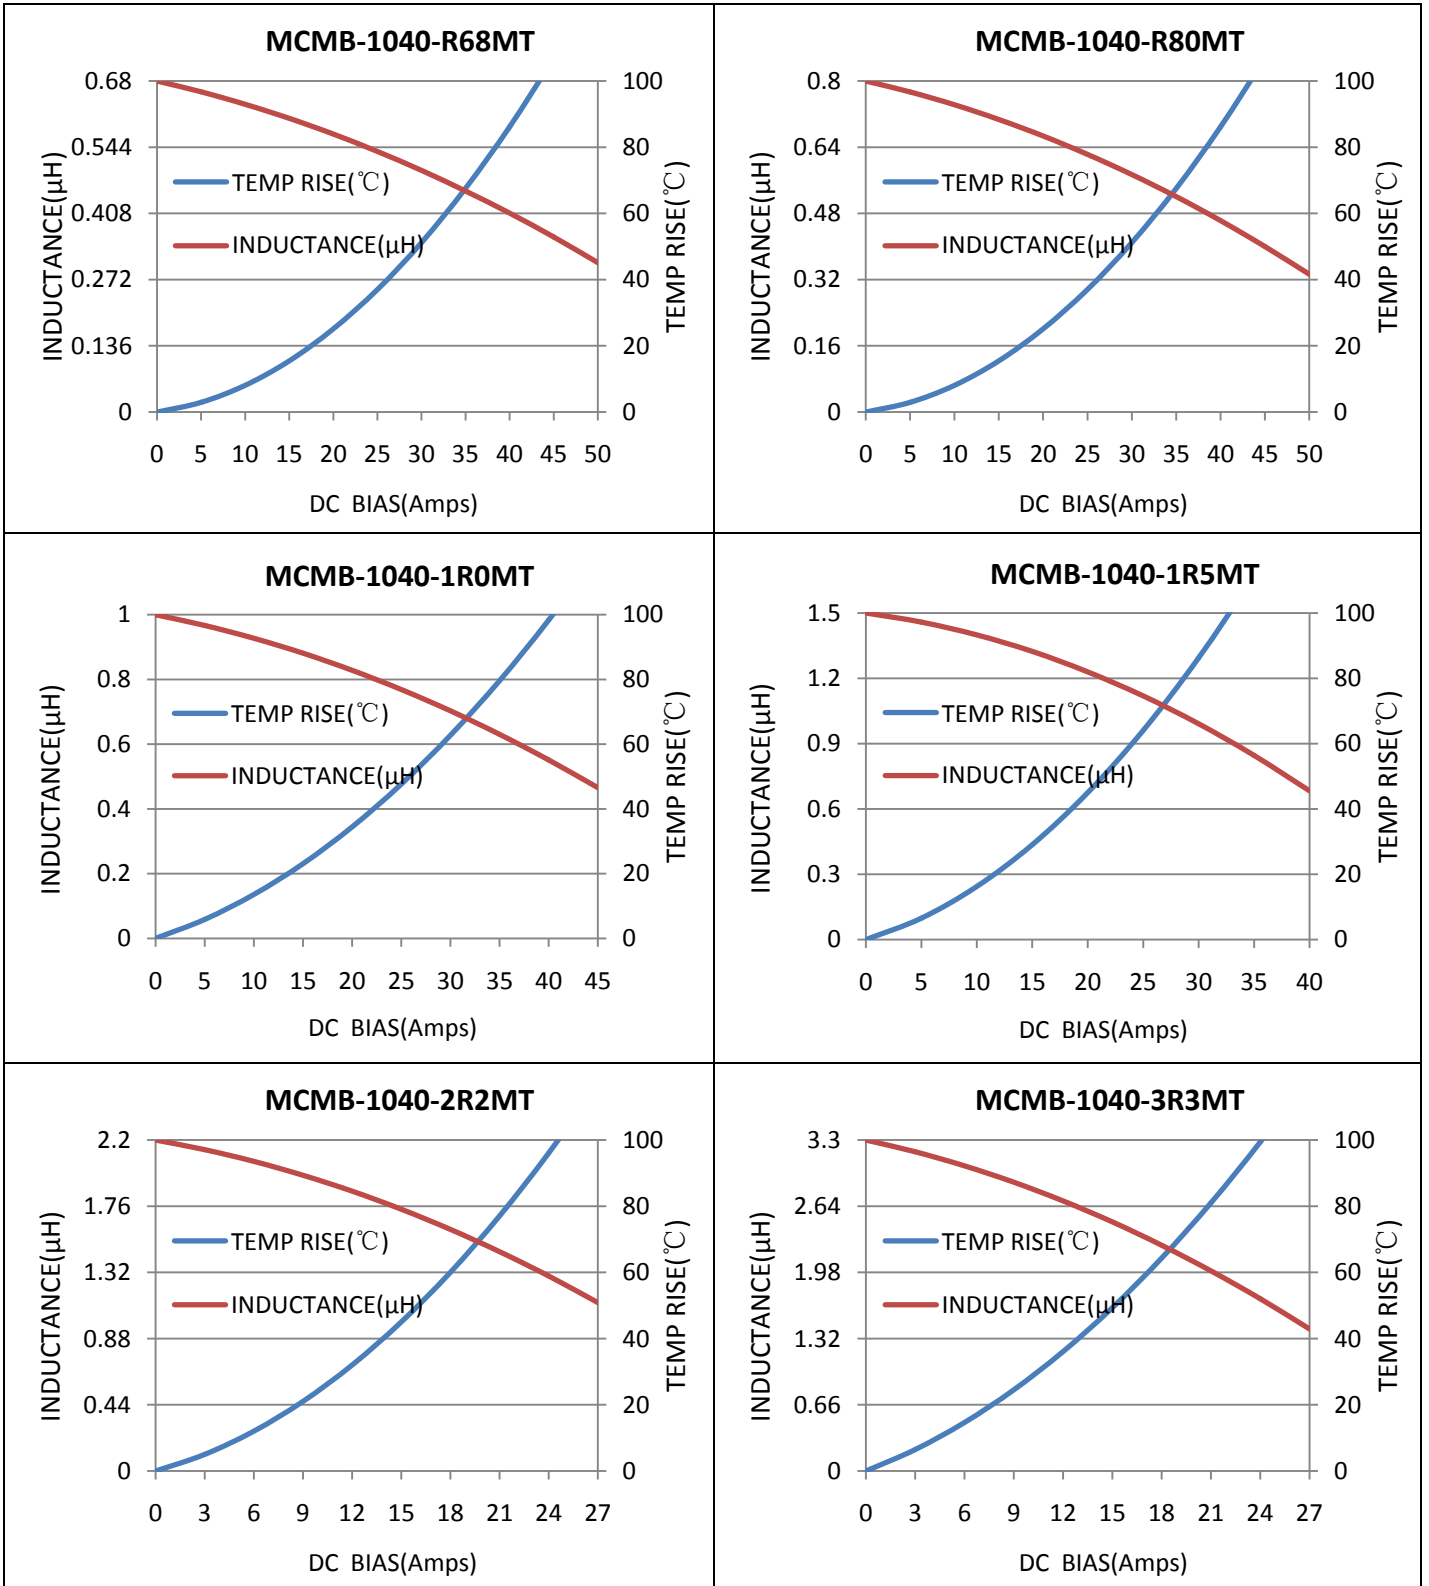 MCMB-1040-R68MT
INDUCTANCE(µH)
0.68
0.544
0.408
0.272
0.136
0
TEMP RISE(℃)
INDUCTANCE(µH)
100
80
60
40
20
0
TEMP RISE(℃)
0 5 10 15 20 25 30 35 40 45 50
DC BIAS(Amps)
MCMB-1040-R80MT
INDUCTANCE(µH)
0.8
0.64
0.48
0.32
0.16
0
TEMP RISE(℃)
INDUCTANCE(µH)
100
80
60
40
20
0
TEMP RISE(℃)
0 5 10 15 20 25 30 35 40 45 50
DC BIAS(Amps)
MCMB-1040-1R0MT
INDUCTANCE(µH)
1
0.8
0.6
0.4
0.2
0
TEMP RISE(℃)
INDUCTANCE(µH)
100
80
60
40
20
0
TEMP RISE(℃)
0 5 10 15 20 25 30 35 40 45
DC BIAS(Amps)
MCMB-1040-1R5MT
INDUCTANCE(µH)
1.5
1.2
0.9
0.6
0.3
0
TEMP RISE(℃)
INDUCTANCE(µH)
100
80
60
40
20
0
TEMP RISE(℃)
0 5 10 15 20 25 30 35 40
DC BIAS(Amps)
MCMB-1040-2R2MT
INDUCTANCE(µH)
2.2
1.76
1.32
0.88
0.44
0
TEMP RISE(℃)
INDUCTANCE(µH)
100
80
60
40
20
0
TEMP RISE(℃)
0 3 6 9 12 15 18 21 24 27
DC BIAS(Amps)
MCMB-1040-3R3MT
INDUCTANCE(µH)
3.3
2.64
1.98
1.32
0.66
0
TEMP RISE(℃)
INDUCTANCE(µH)
100
80
60
40
20
0
TEMP RISE(℃)
0 3 6 9 12 15 18 21 24 27
DC BIAS(Amps)